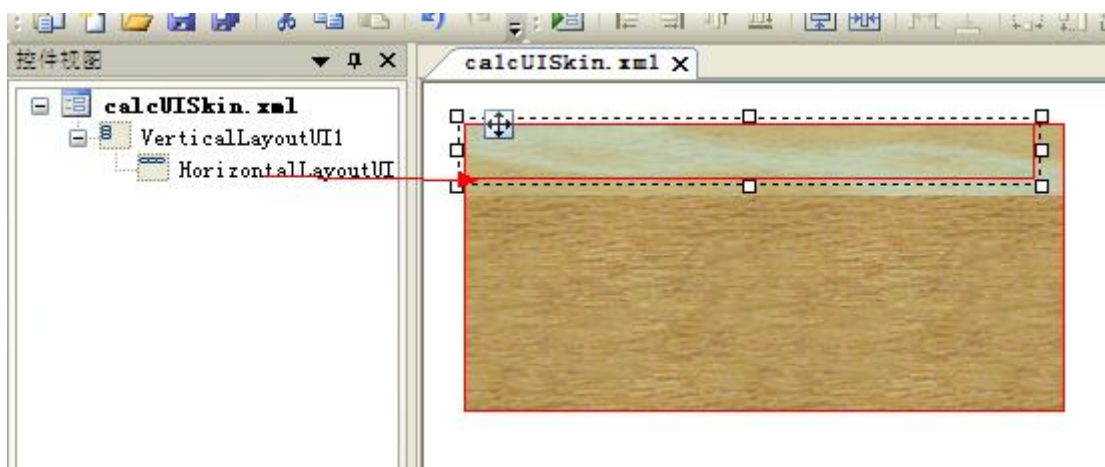 控件视图
calcUISkin.xml
calcUISkin.xml
VerticalLayoutUI1
HorizontalLayoutUI